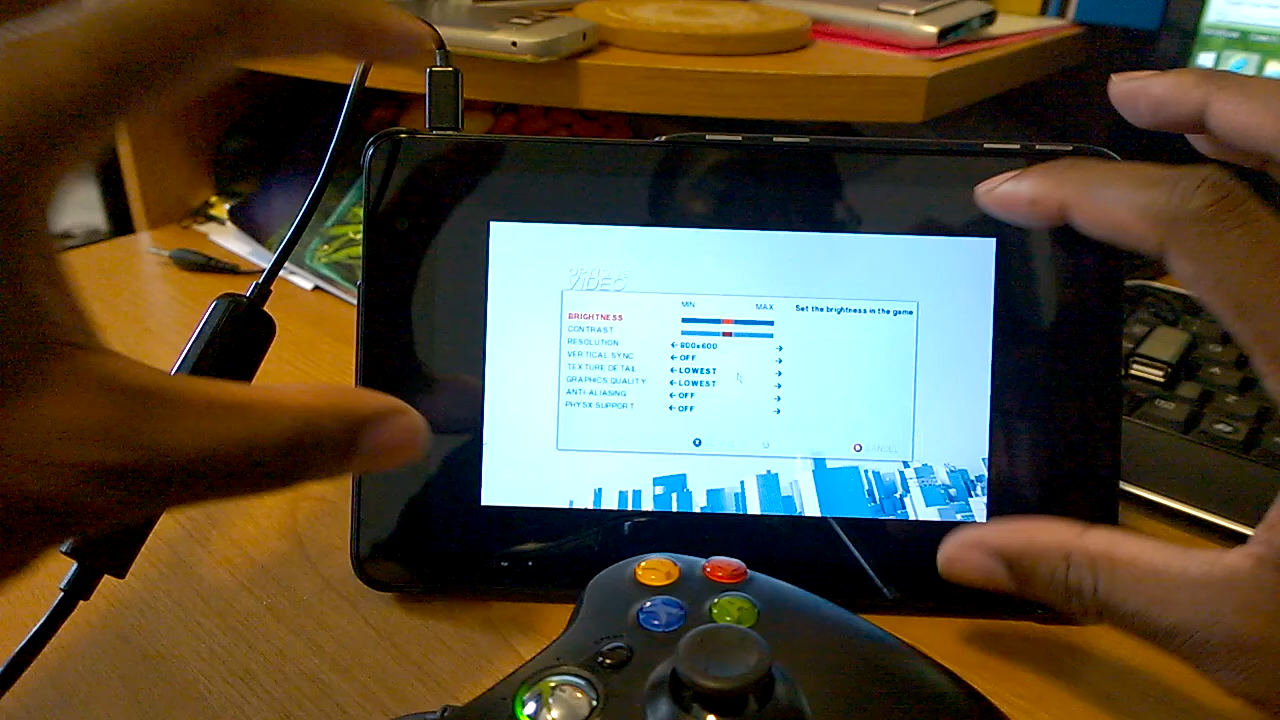 OPTIONS
VIDEO
MIN MAX
Set the brightness in the game
BRIGHTNESS
CONTRAST
RESOLUTION 800x600
VERTICAL SYNC OFF
TEXTURE DETAIL LOWEST
GRAPHICS QUALITY LOWEST
ANTI-ALIASING OFF
PHYSX SUPPORT OFF
CANCEL